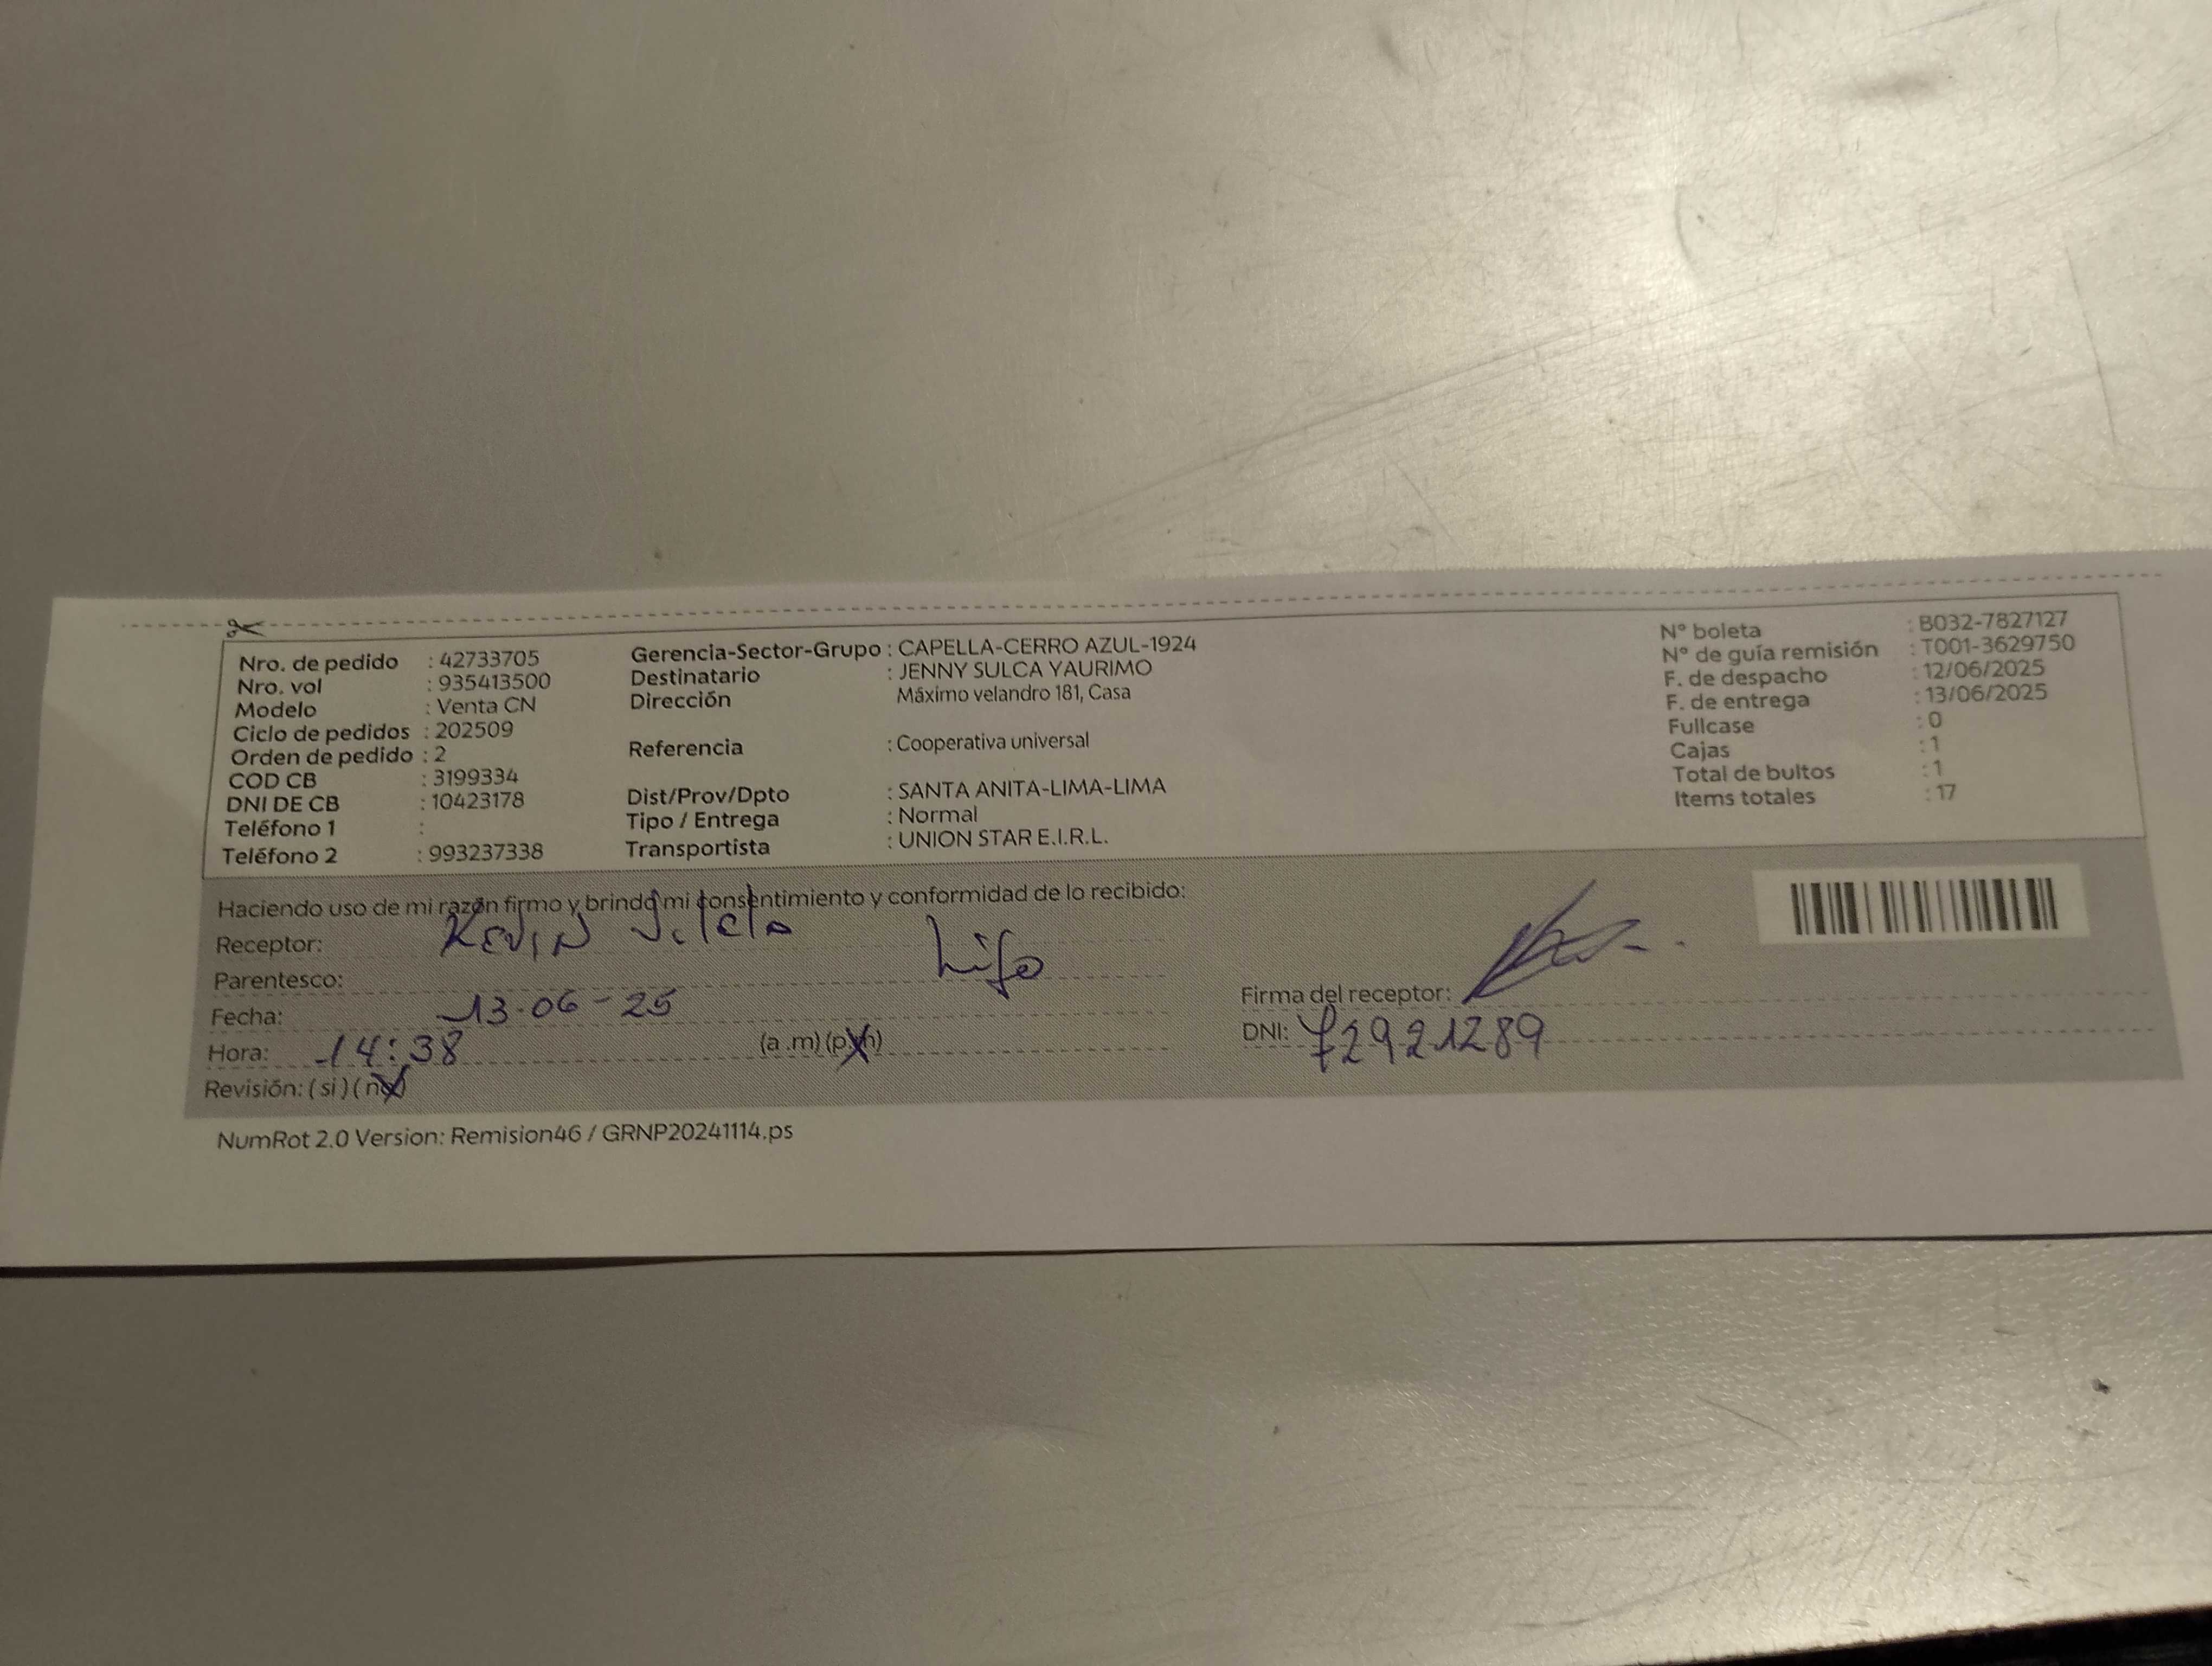 Nro. de pedido : 42733705
Nro. vol : 935413500
Modelo : Venta CN
Ciclo de pedidos : 202509
Orden de pedido : 2
COD CB : 3199334
DNI DE CB : 10423178
Teléfono 1 :
Teléfono 2 : 993237338
Gerencia-Sector-Grupo : CAPELLA-CERRO AZUL-1924
Destinatario : JENNY SULCA YAURIMO
Dirección Máximo velandro 181, Casa
Referencia : Cooperativa universal
Dist/Prov/Dpto : SANTA ANITA-LIMA-LIMA
Tipo / Entrega : Normal
Transportista : UNION STAR E.I.R.L.
N° boleta : B032-7827127
N° de guía remisión : T001-3629750
F. de despacho : 12/06/2025
F. de entrega : 13/06/2025
Fullcase : 0
Cajas : 1
Total de bultos : 1
Items totales : 17
Haciendo uso de mi razón firmo y brindo mi consentimiento y conformidad de lo recibido:
Receptor: KEVIN
Parentesco: hijo
Fecha: 13-06-25
Hora: 14:38 (a .m) (p.m)
Revisión: ( si ) ( no )
Firma del receptor:
DNI: 72921289
NumRot 2.0 Version: Remision46 / GRNP20241114.ps